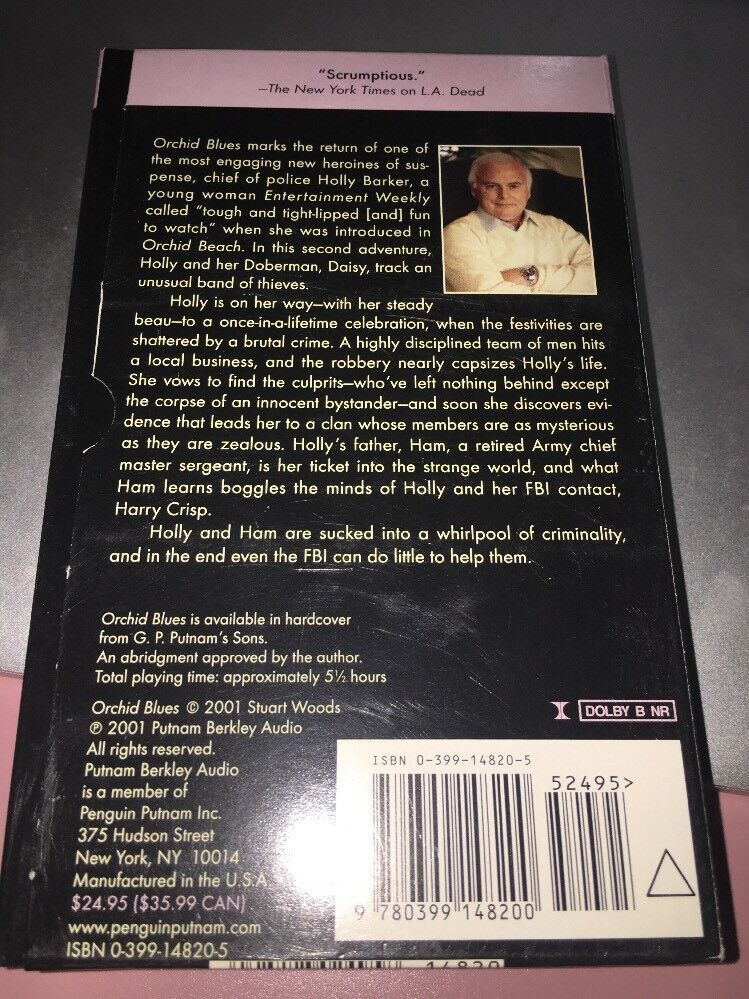 "Scrumptious."
—The New York Times on L.A. Dead
Orchid Blues marks the return of one of
the most engaging new heroines of sus-
pense, chief of police Holly Barker, a
young woman Entertainment Weekly
called "tough and tight-lipped [and] fun
to watch" when she was introduced in
Orchid Beach. In this second adventure,
Holly and her Doberman, Daisy, track an
unusual band of thieves.
Holly is on her way—with her steady
beau—to a once-in-a-lifetime celebration, when the festivities are
shattered by a brutal crime. A highly disciplined team of men hits
a local business, and the robbery nearly capsizes Holly's life.
She vows to find the culprits—who've left nothing behind except
the corpse of an innocent bystander—and soon she discovers evi-
dence that leads her to a clan whose members are as mysterious
as they are zealous. Holly's father, Ham, a retired Army chief
master sergeant, is her ticket into the strange world, and what
Ham learns boggles the minds of Holly and her FBI contact,
Harry Crisp.
Holly and Ham are sucked into a whirlpool of criminality,
and in the end even the FBI can do little to help them.
Orchid Blues is available in hardcover
from G. P. Putnam's Sons.
An abridgment approved by the author.
Total playing time: approximately 5½ hours
Orchid Blues © 2001 Stuart Woods
℗ 2001 Putnam Berkley Audio
All rights reserved.
Putnam Berkley Audio
is a member of
Penguin Putnam Inc.
375 Hudson Street
New York, NY 10014
Manufactured in the U.S.A.
$24.95 ($35.99 CAN)
www.penguinputnam.com
ISBN 0-399-14820-5
DOLBY B NR
ISBN 0-399-14820-5
52495>
9 780399 148200